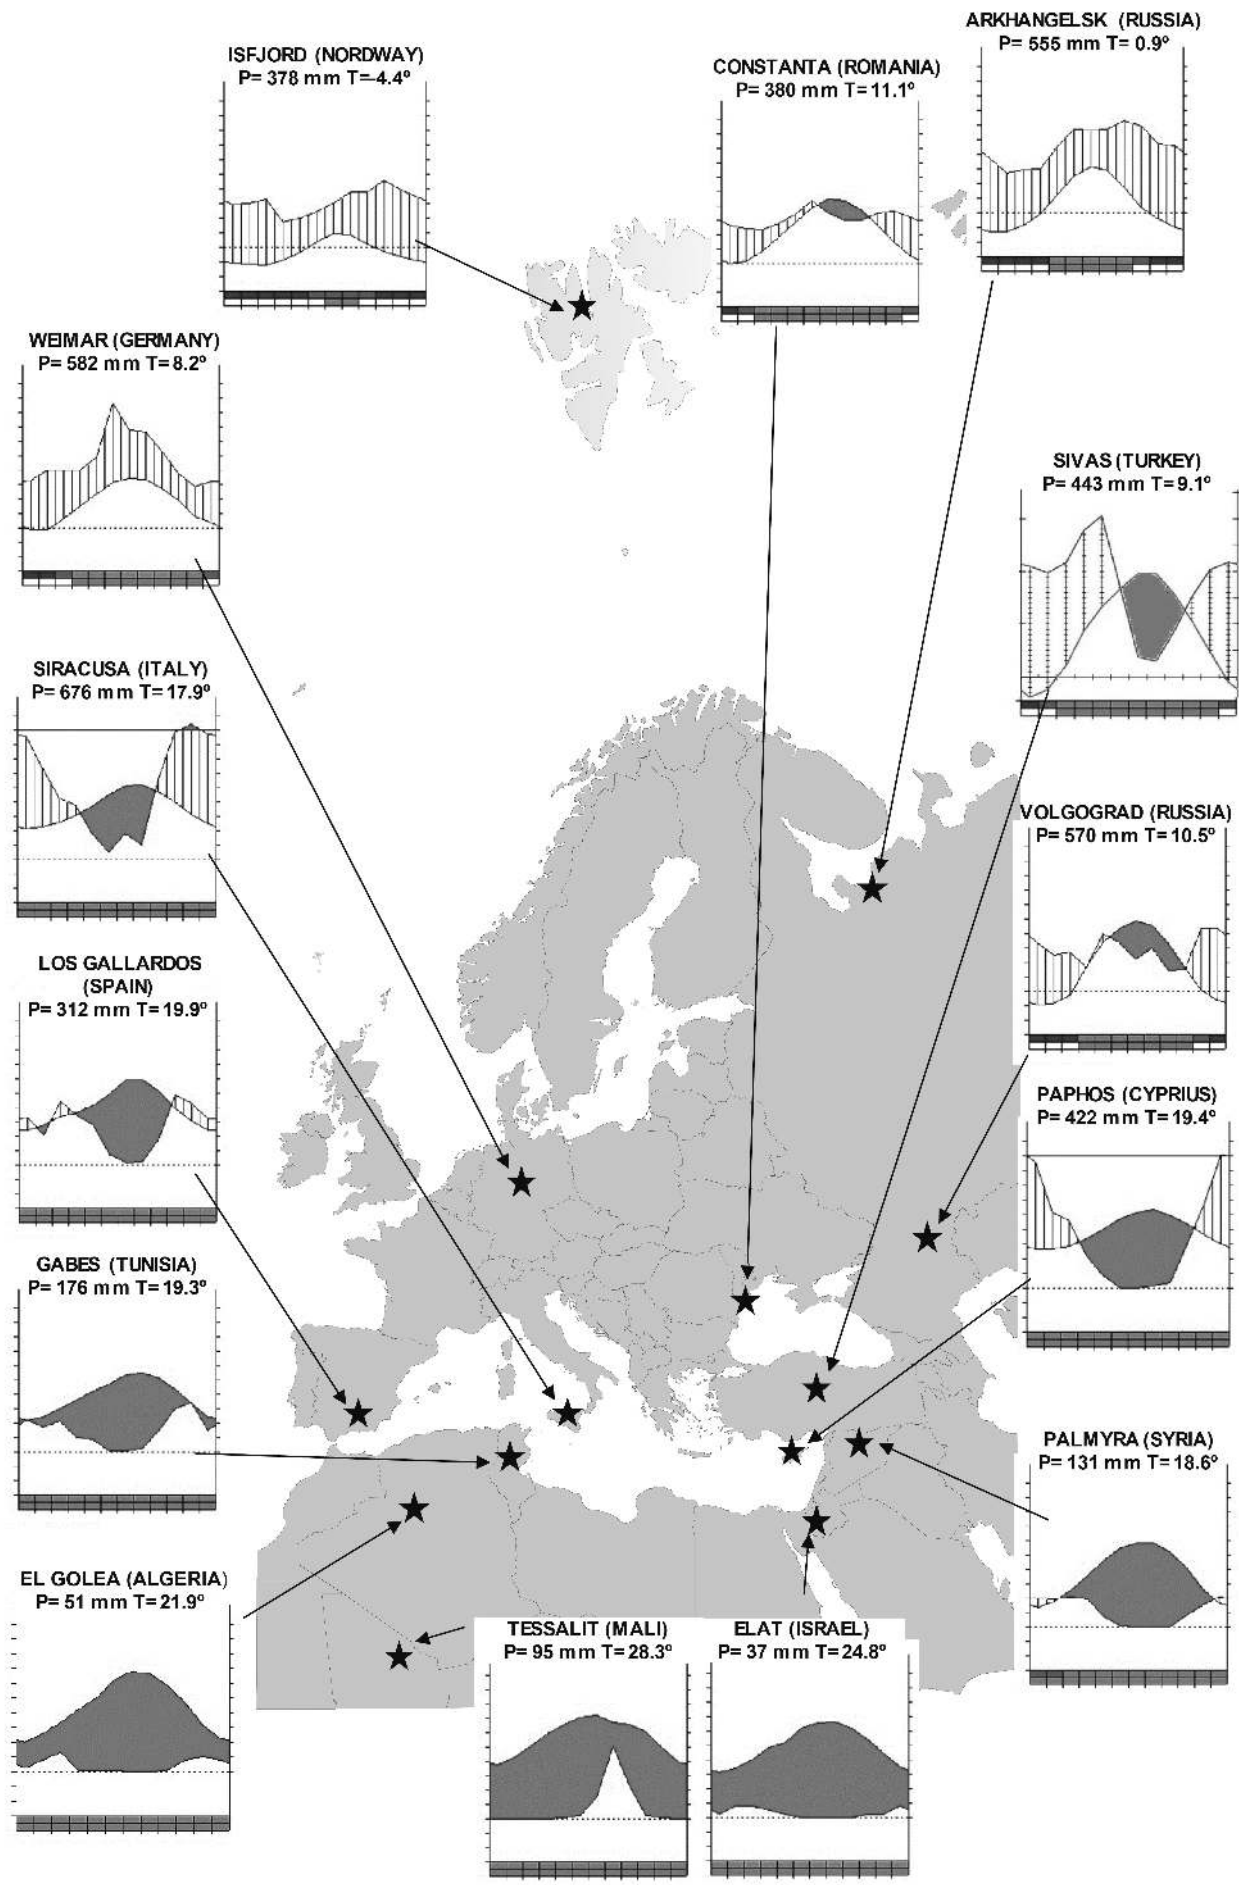 ARKHANGELSK (RUSSIA)
P= 555 mm T= 0.9º
ISFJORD (NORDWAY)
P= 378 mm T=-4.4º
CONSTANTA (ROMANIA)
P= 380 mm T=11.1º
WEIMAR (GERMANY)
P= 582 mm T=8.2º
SIVAS (TURKEY)
P= 443 mm T=9.1º
SIRACUSA (ITALY)
P= 676 mm T=17.9º
VOLGOGRAD (RUSSIA)
P= 570 mm T=10.5º
LOS GALLARDOS
(SPAIN)
P= 312 mm T=19.9º
PAPHOS (CYPRIUS)
P= 422 mm T=19.4º
GABES (TUNISIA)
P= 176 mm T=19.3º
PALMYRA (SYRIA)
P= 131 mm T=18.6º
EL GOLEA (ALGERIA)
P= 51 mm T=21.9º
TESSALIT (MALI)
P= 95 mm T=28.3º
ELAT (ISRAEL)
P= 37 mm T=24.8º